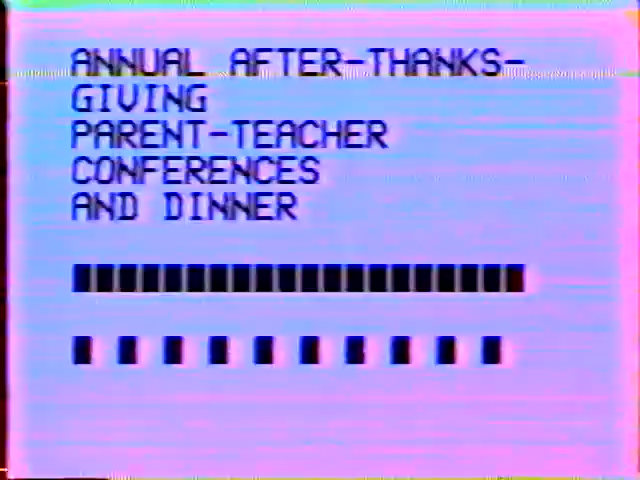 ANNUAL AFTER-THANKS-
GIVING
PARENT-TEACHER
CONFERENCES
AND DINNER